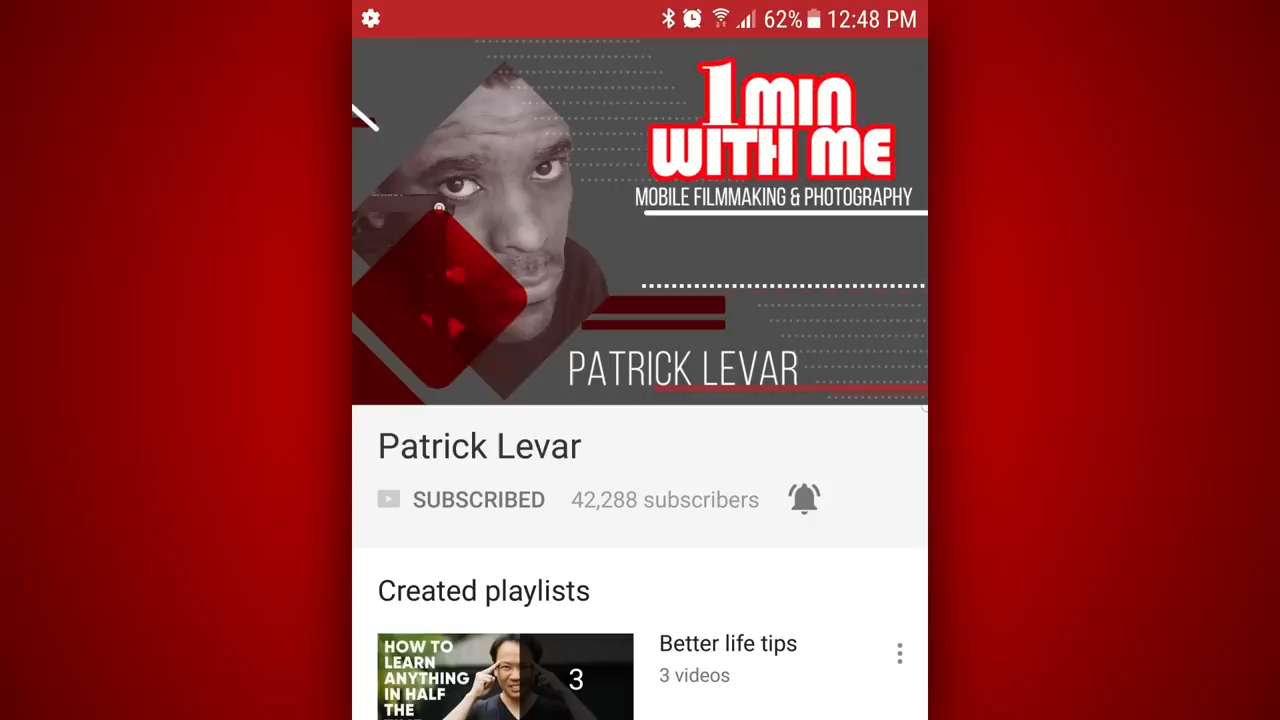 62% 12:48 PM
1 MIN
WITH ME
MOBILE FILMMAKING & PHOTOGRAPHY
PATRICK LEVAR
Patrick Levar
SUBSCRIBED 42,288 subscribers
Created playlists
HOW TO
LEARN
ANYTHING
IN HALF
THE
3
Better life tips
3 videos